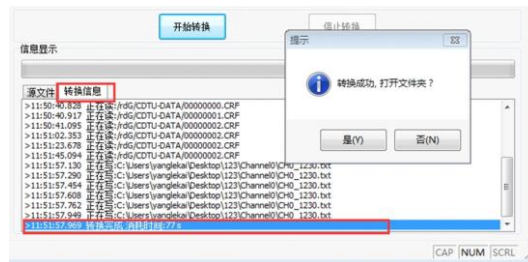 开始转换
停止转换
信息显示
提示
转换成功, 打开文件夹？
是(Y)
否(N)
源文件
转换信息
>11:50:40.828 正在读:/rdG/CDTU-DATA/00000000.CRF
>11:50:40.917 正在读:/rdG/CDTU-DATA/00000001.CRF
>11:50:41.095 正在读:/rdG/CDTU-DATA/00000002.CRF
>11:51:02.353 正在读:/rdG/CDTU-DATA/00000002.CRF
>11:51:23.678 正在读:/rdG/CDTU-DATA/00000002.CRF
>11:51:45.094 正在读:/rdG/CDTU-DATA/00000002.CRF
>11:51:57.130 正在写:C:\Users\yanglekai\Desktop\123\Channel0\CH0_1230.txt
>11:51:57.290 正在写:C:\Users\yanglekai\Desktop\123\Channel0\CH0_1230.txt
>11:51:57.454 正在写:C:\Users\yanglekai\Desktop\123\Channel0\CH0_1230.txt
>11:51:57.608 正在写:C:\Users\yanglekai\Desktop\123\Channel0\CH0_1230.txt
>11:51:57.762 正在写:C:\Users\yanglekai\Desktop\123\Channel0\CH0_1230.txt
>11:51:57.949 正在写:C:\Users\yanglekai\Desktop\123\Channel0\CH0_1230.txt
>11:51:57.969 转换完成,消耗时间:77 s
CAP NUM SCRL